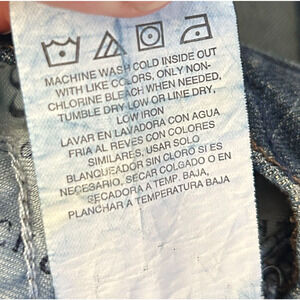 MACHINE WASH COLD INSIDE OUT
WITH LIKE COLORS, ONLY NON-
CHLORINE BLEACH WHEN NEEDED,
TUMBLE DRY LOW OR LINE DRY,
LOW IRON
LAVAR EN LAVADORA CON AGUA
FRIA AL REVES CON COLORES
SIMILARES, USAR SOLO
BLANQUEADOR SIN CLORO SI ES
NECESARIO. SECAR COLGADO O EN
SECADORA A TEMP. BAJA,
PLANCHAR A TEMPERATURA BAJA